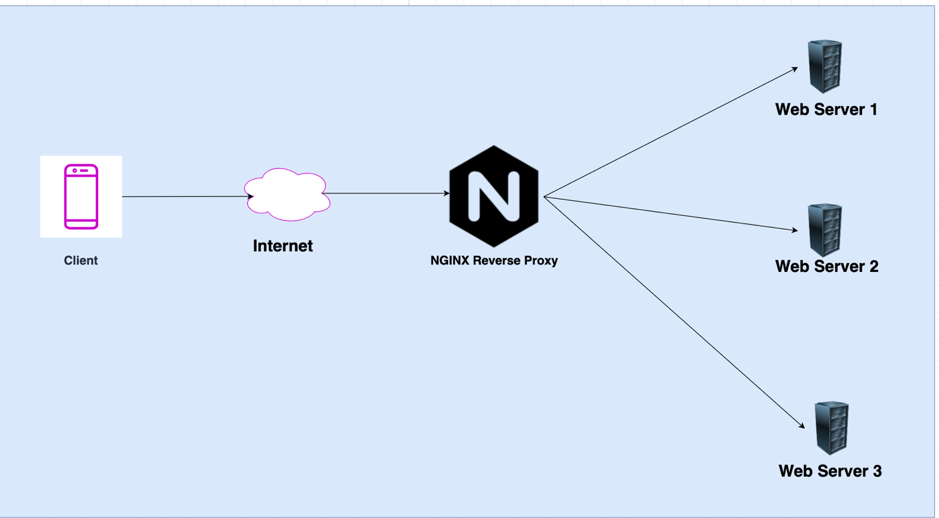 Web Server 1
Client
Internet
N
NGINX Reverse Proxy
Web Server 2
Web Server 3